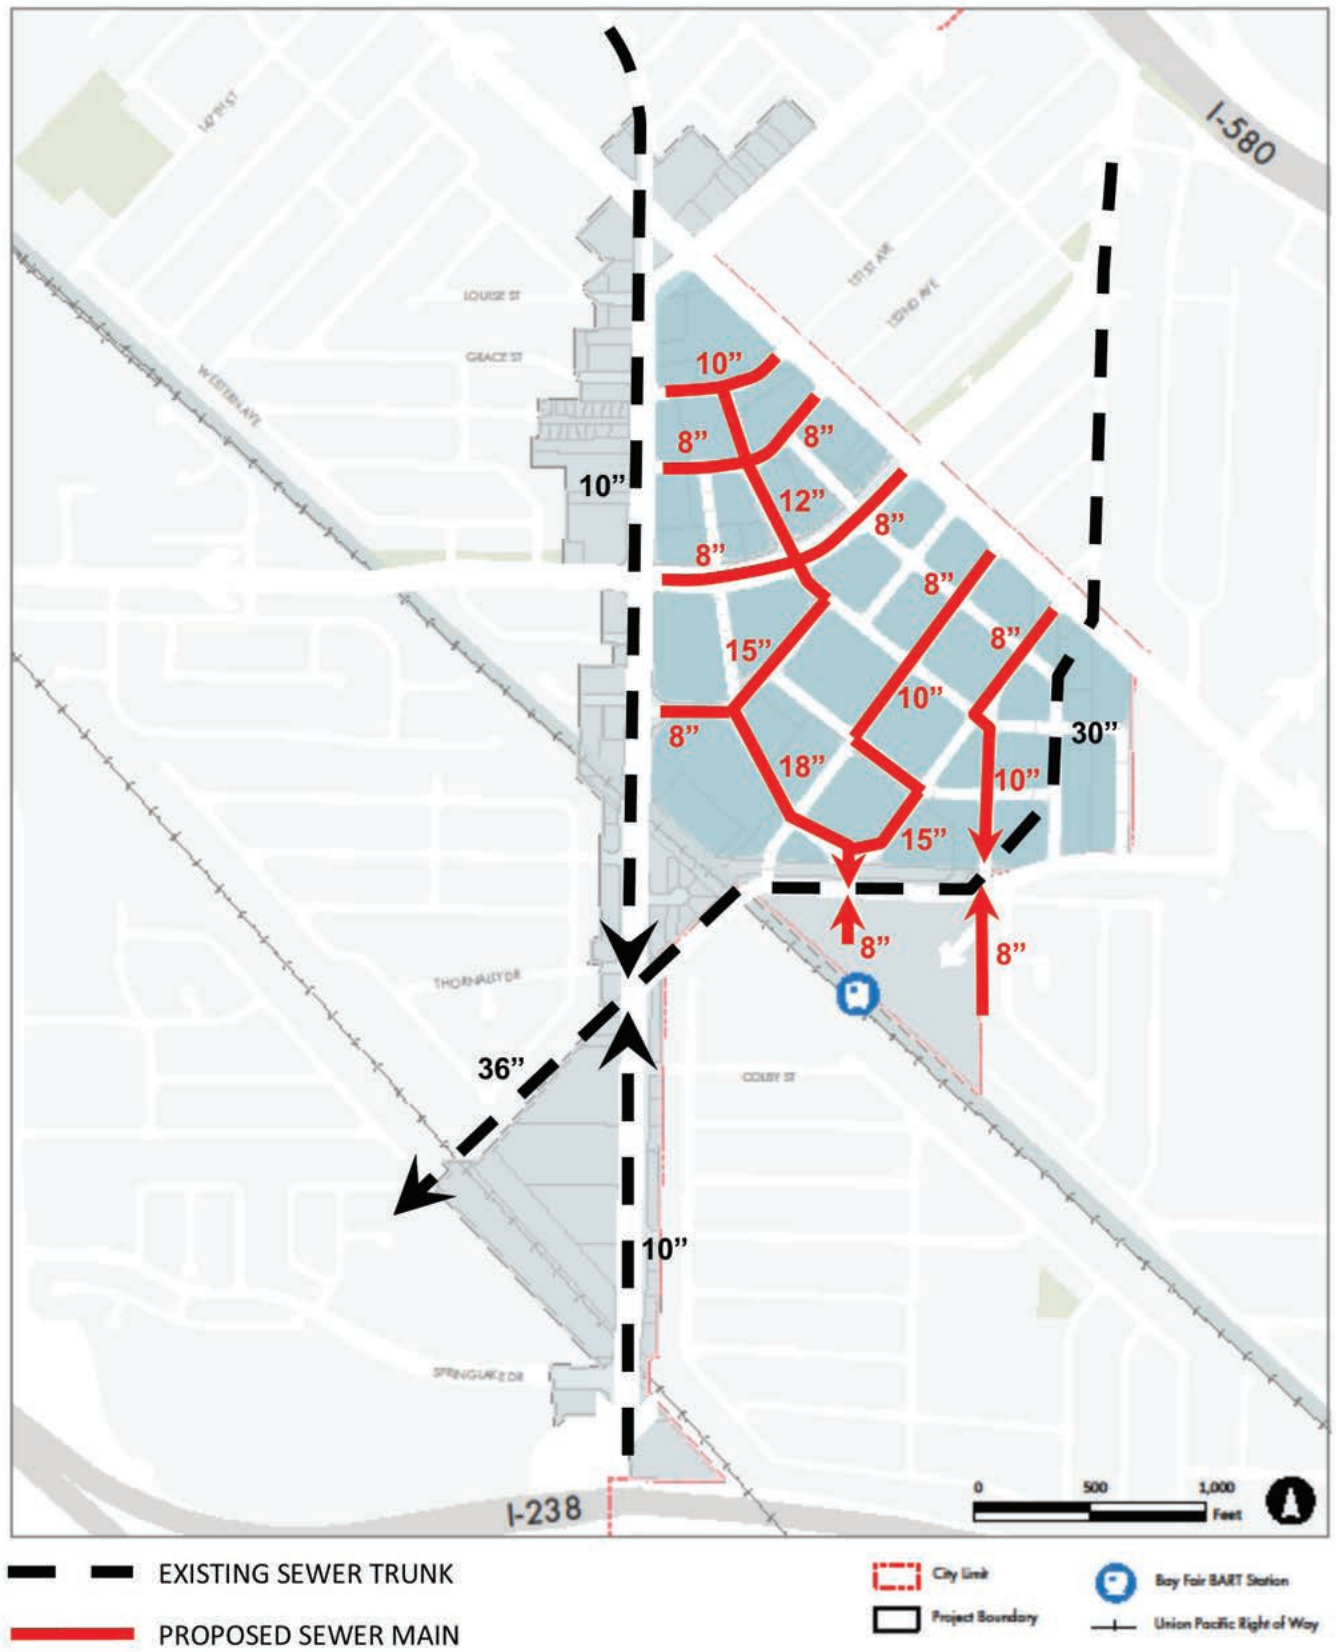 I-580
147TH ST
151ST AVE
152ND AVE
LOUISE ST
GRACE ST
WESTERN AVE
10”
8”
8”
10”
12”
8”
8”
8”
8”
15”
10”
8”
30”
18”
10”
15”
8”
8”
THORNALLY DR
36”
COLBY ST
10”
SPRINGLAKE DR
0 500 1,000
Feet
I-238
EXISTING SEWER TRUNK
PROPOSED SEWER MAIN
City Limit
Project Boundary
Bay Fair BART Station
Union Pacific Right of Way